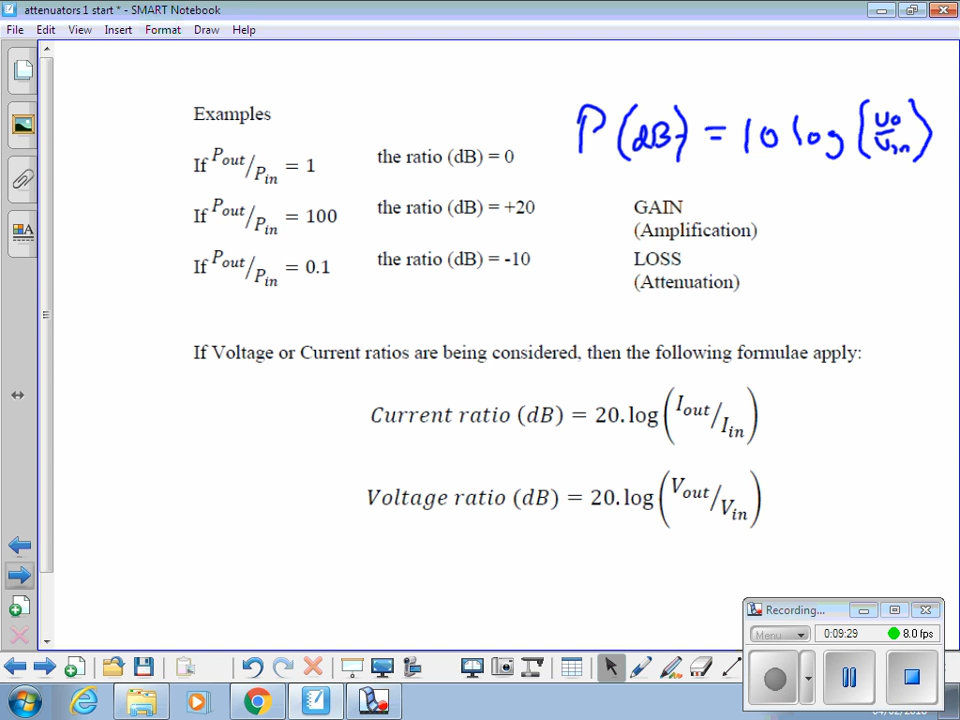 attenuators 1 start * - SMART Notebook
File Edit View Insert Format Draw Help
Examples
P (dB) = 10 log (Uo/Vin)
If Pout/Pin = 1 the ratio (dB) = 0
If Pout/Pin = 100 the ratio (dB) = +20 GAIN
(Amplification)
If Pout/Pin = 0.1 the ratio (dB) = -10 LOSS
(Attenuation)
If Voltage or Current ratios are being considered, then the following formulae apply:
Current ratio (dB) = 20.log(Iout/Iin)
Voltage ratio (dB) = 20.log(Vout/Vin)
Recording...
Menu 0:09:29 8.0 fps